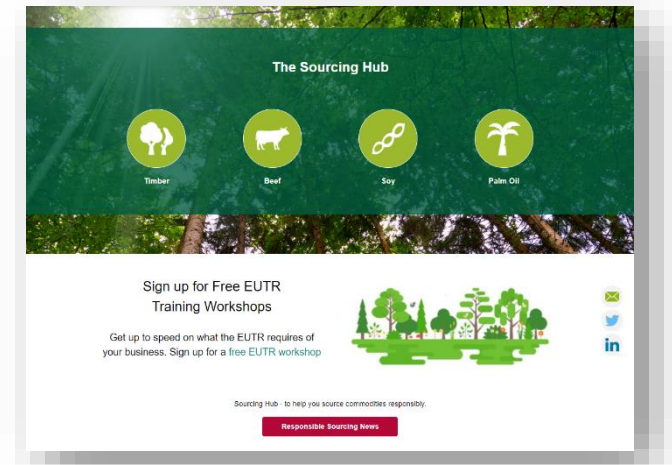 The Sourcing Hub
Timber
Beef
Soy
Palm Oil
Sign up for Free EUTR
Training Workshops
Get up to speed on what the EUTR requires of
your business. Sign up for a free EUTR workshop
in
Sourcing Hub - to help you source commodities responsibly.
Responsible Sourcing News